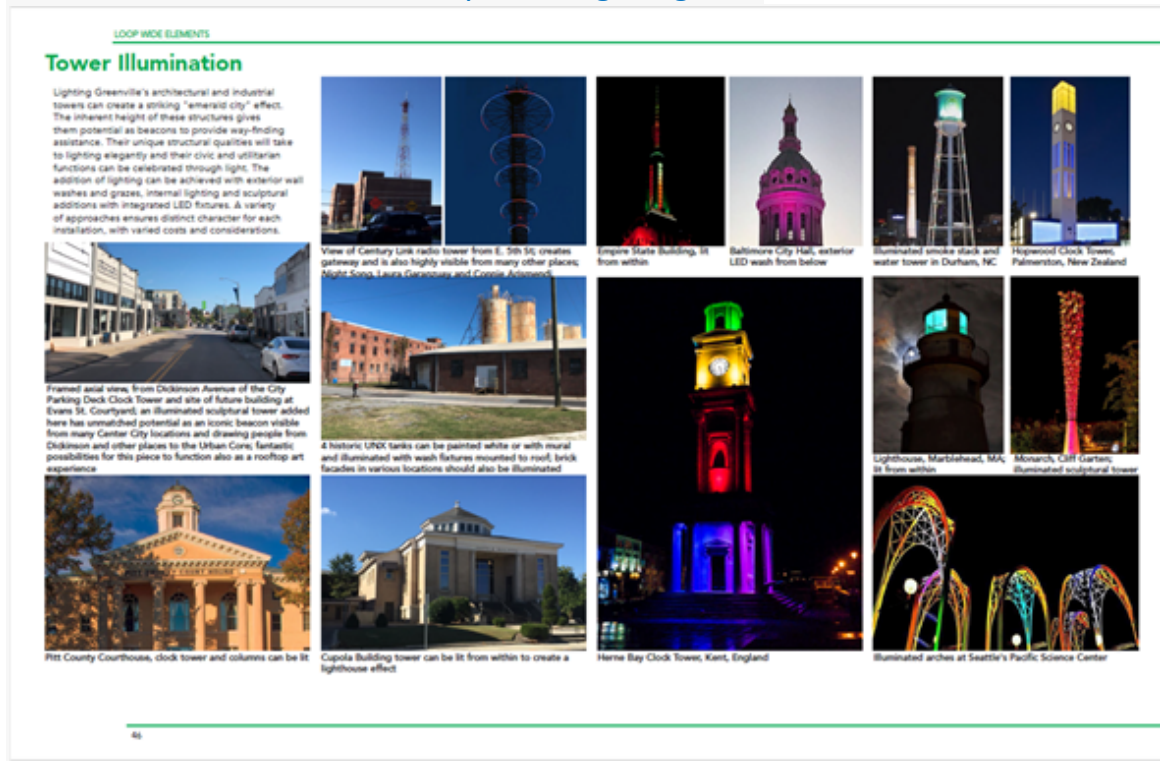 LOOP WIDE ELEMENTS
Tower Illumination
Lighting Greenville's architectural and industrial
towers can create a striking "emerald city" effect.
The inherent height of these structures gives
them potential as beacons to provide way-finding
assistance. Their unique structural qualities will take
to lighting elegantly and their civic and utilitarian
functions can be celebrated through light. The
addition of lighting can be achieved with exterior wall
washes and grazes, internal lighting and sculptural
additions with integrated LED fixtures. A variety
of approaches ensures distinct character for each
installation, with varied costs and considerations.
View of Century Link radio tower from E. 5th St; creates
gateway and is also highly visible from many other places;
Night Song, Laura Garanguay and Connie
Empire State Building, lit
from within
Baltimore City Hall, exterior
LED wash from below
Illuminated smoke stack and
water tower in Durham, NC
Hopwood Clock Tower,
Palmerston, New Zealand
Framed axial view, from Dickinson Avenue of the City
Parking Deck Clock Tower and site of future building at
Evans St. Courtyard; an illuminated sculptural tower added
here has unmatched potential as an iconic beacon visible
from many Center City locations and drawing people from
Dickinson and other places to the Urban Core; fantastic
possibilities for this piece to function also as a rooftop art
experience
4 historic UNX tanks can be painted white or with mural
and illuminated with wash fixtures mounted to roof; brick
facades in various locations should also be illuminated
Lighthouse, Marblehead, MA;
lit from within
Monarch, Cliff Garten;
illuminated sculptural tower
PITT COUNTY COURT HOUSE
Pitt County Courthouse, clock tower and columns can be lit
Cupola Building tower can be lit from within to create a
lighthouse effect
Herne Bay Clock Tower, Kent, England
Illuminated arches at Seattle's Pacific Science Center
46